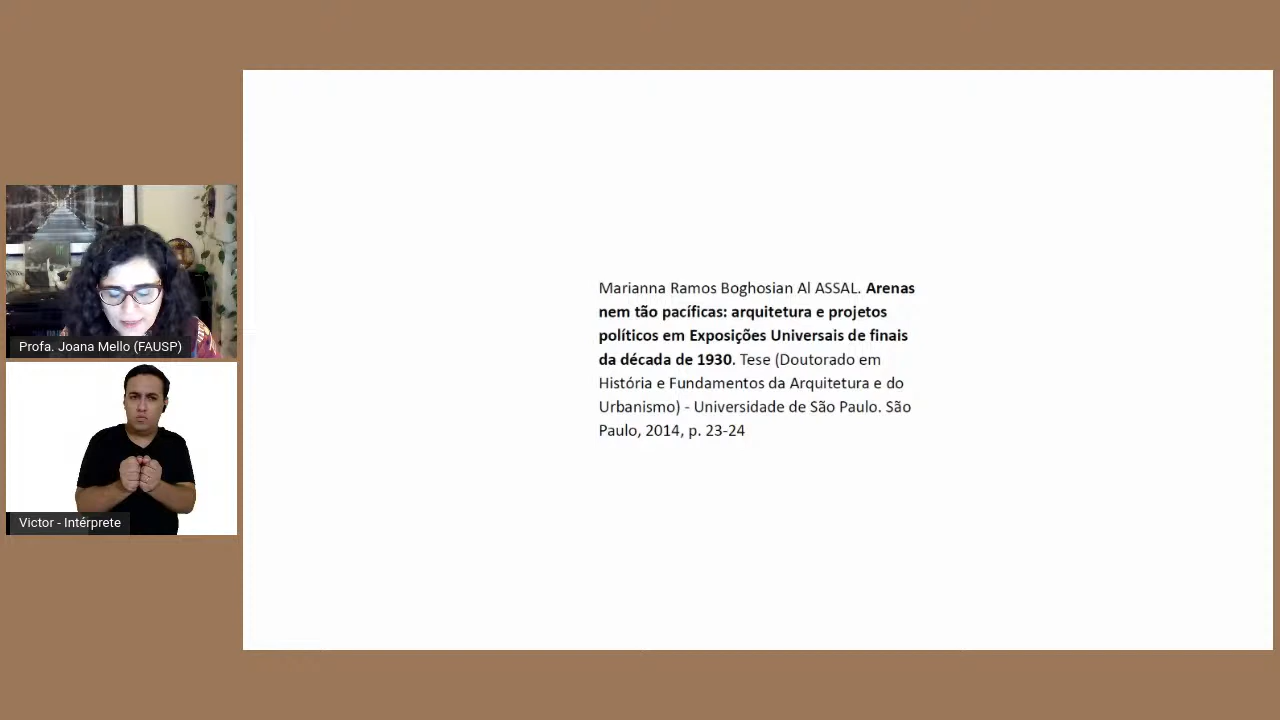 Profa. Joana Mello (FAUSP)
Victor - Intérprete
Marianna Ramos Boghosian Al ASSAL. Arenas
nem tão pacíficas: arquitetura e projetos
políticos em Exposições Universais de finais
da década de 1930. Tese (Doutorado em
História e Fundamentos da Arquitetura e do
Urbanismo) - Universidade de São Paulo. São
Paulo, 2014, p. 23-24